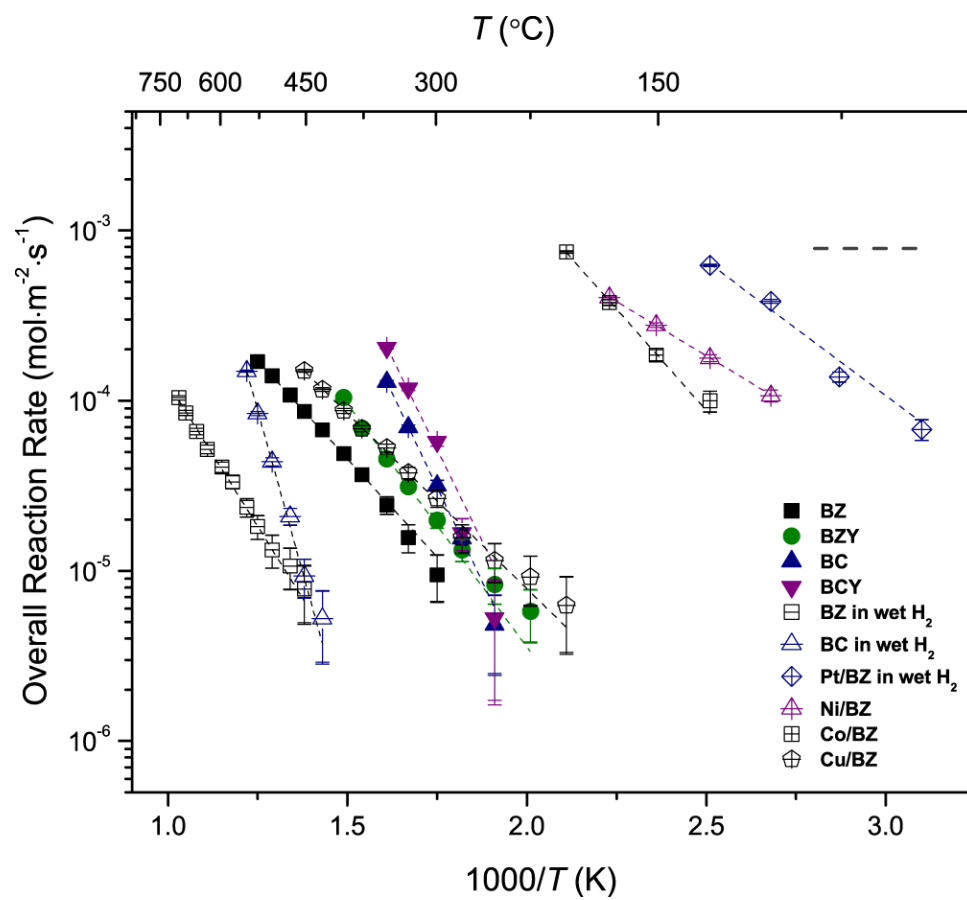 T (°C)
750 600 450 300 150
Overall Reaction Rate (mol·m⁻²·s⁻¹)
10⁻³
10⁻⁴
10⁻⁵
10⁻⁶
BZ
BZY
BC
BCY
BZ in wet H₂
BC in wet H₂
Pt/BZ in wet H₂
Ni/BZ
Co/BZ
Cu/BZ
1.0 1.5 2.0 2.5 3.0
1000/T (K)